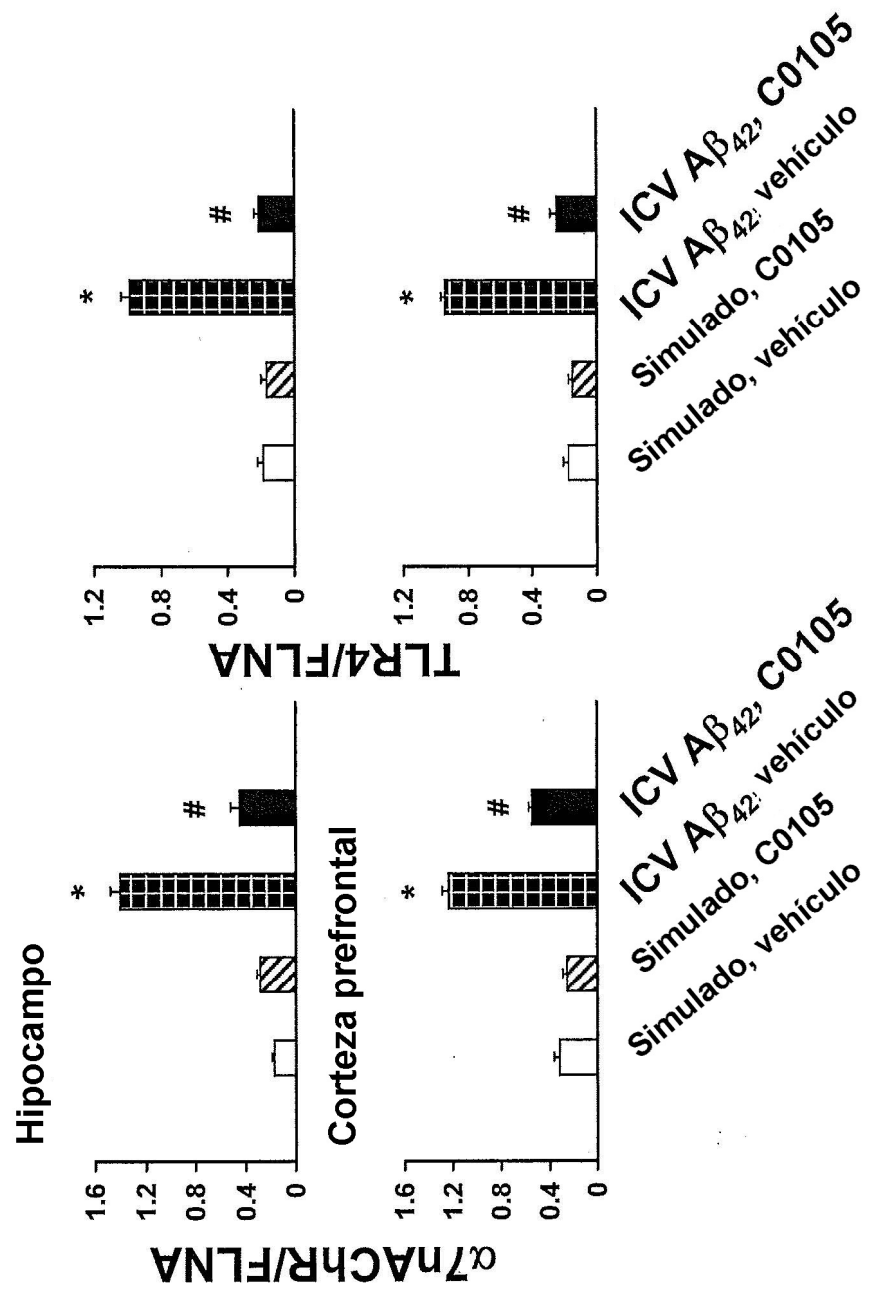 Hipocampo
α7nAChR/FLNA
1.6
1.2
0.8
0.4
0
*
#
Corteza prefrontal
1.6
1.2
0.8
0.4
0
*
#
Simulado, vehículo
Simulado, C0105
ICV Aβ42, vehículo
ICV Aβ42, C0105
TLR4/FLNA
1.2
0.8
0.4
0
*
#
1.2
0.8
0.4
0
*
#
Simulado, vehículo
Simulado, C0105
ICV Aβ42, vehículo
ICV Aβ42, C0105